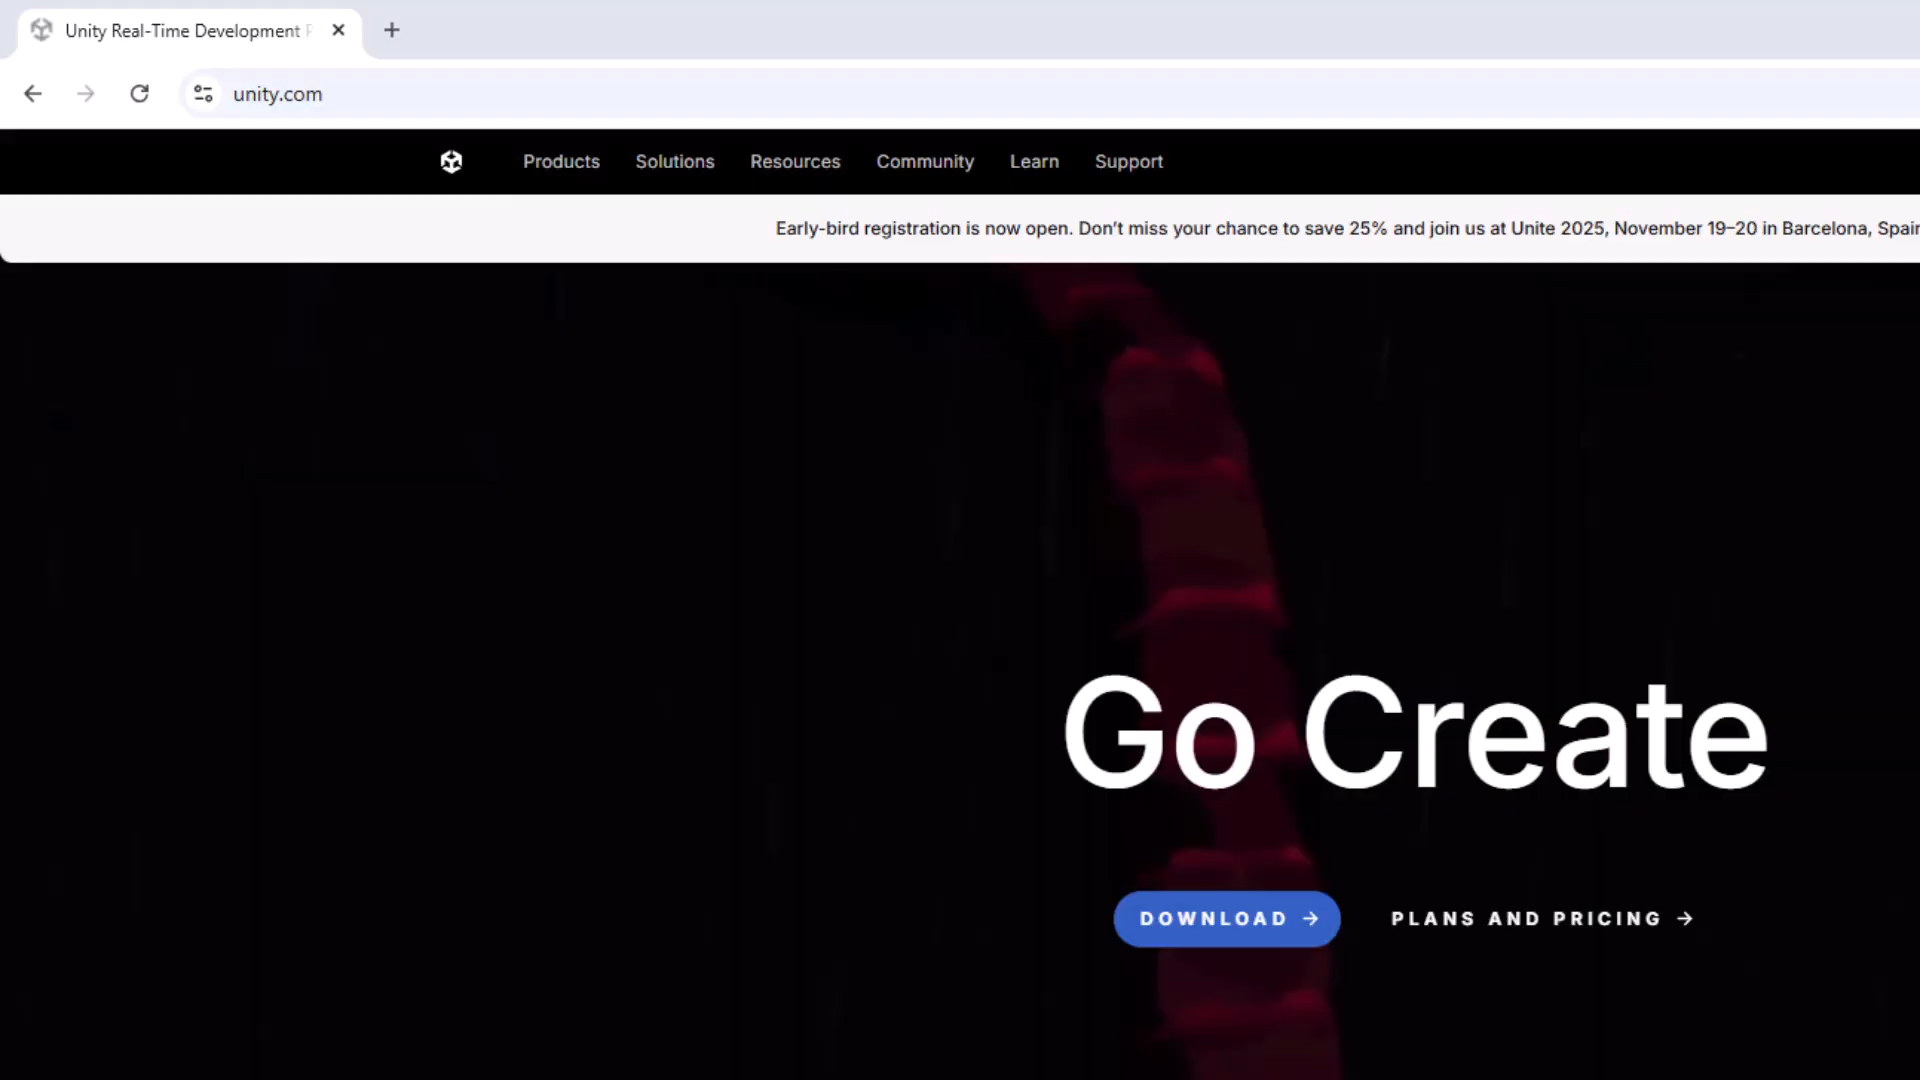 Unity Real-Time Development
unity.com
Products Solutions Resources Community Learn Support
Early-bird registration is now open. Don't miss your chance to save 25% and join us at Unite 2025, November 19–20 in Barcelona, Spain
Go Create
DOWNLOAD → PLANS AND PRICING →